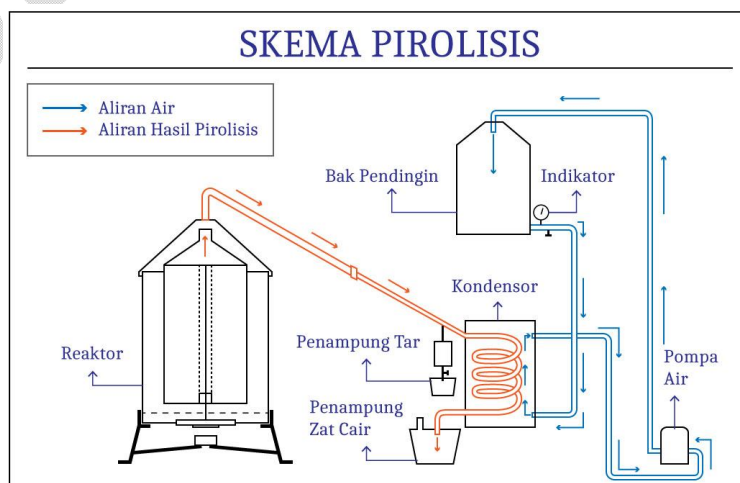 SKEMA PIROLISIS
Aliran Air
Aliran Hasil Pirolisis
Bak Pendingin
Indikator
Kondensor
Reaktor
Penampung Tar
Pompa
Air
Penampung
Zat Cair